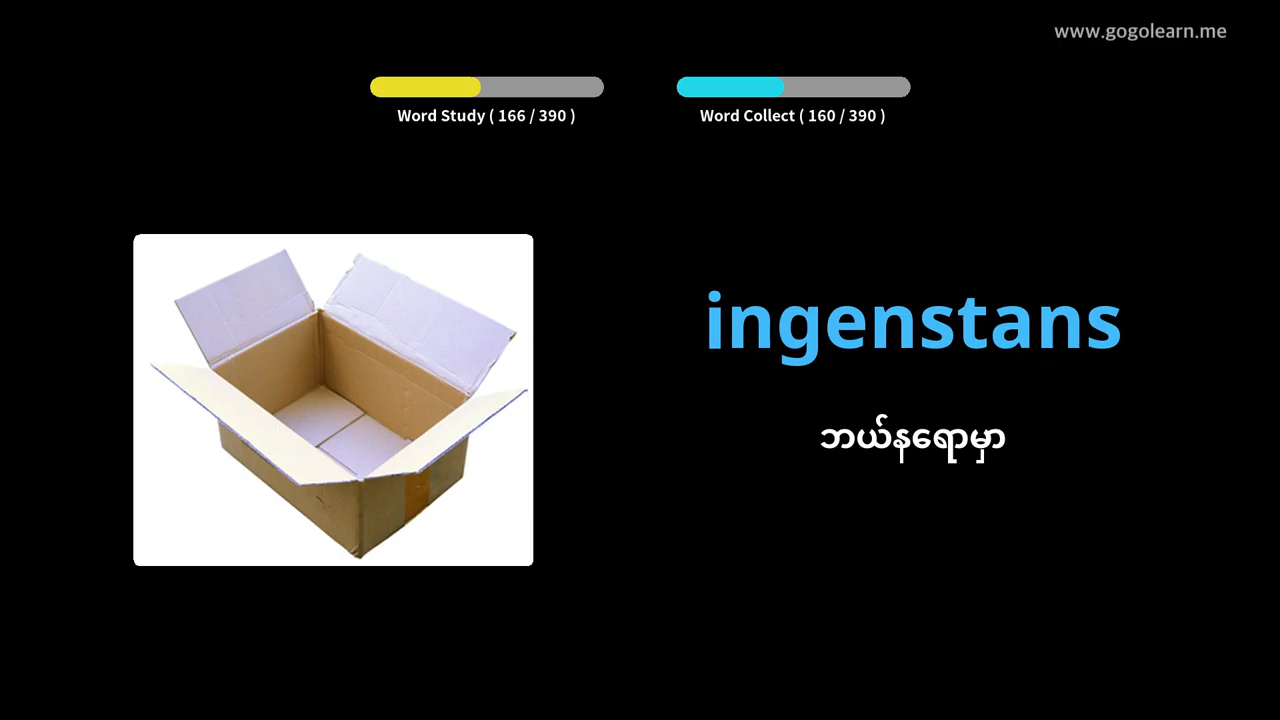 www.gogolearn.me
Word Study ( 166 / 390 )
Word Collect ( 160 / 390 )
ingenstans
ဘယ်နရောမှာ